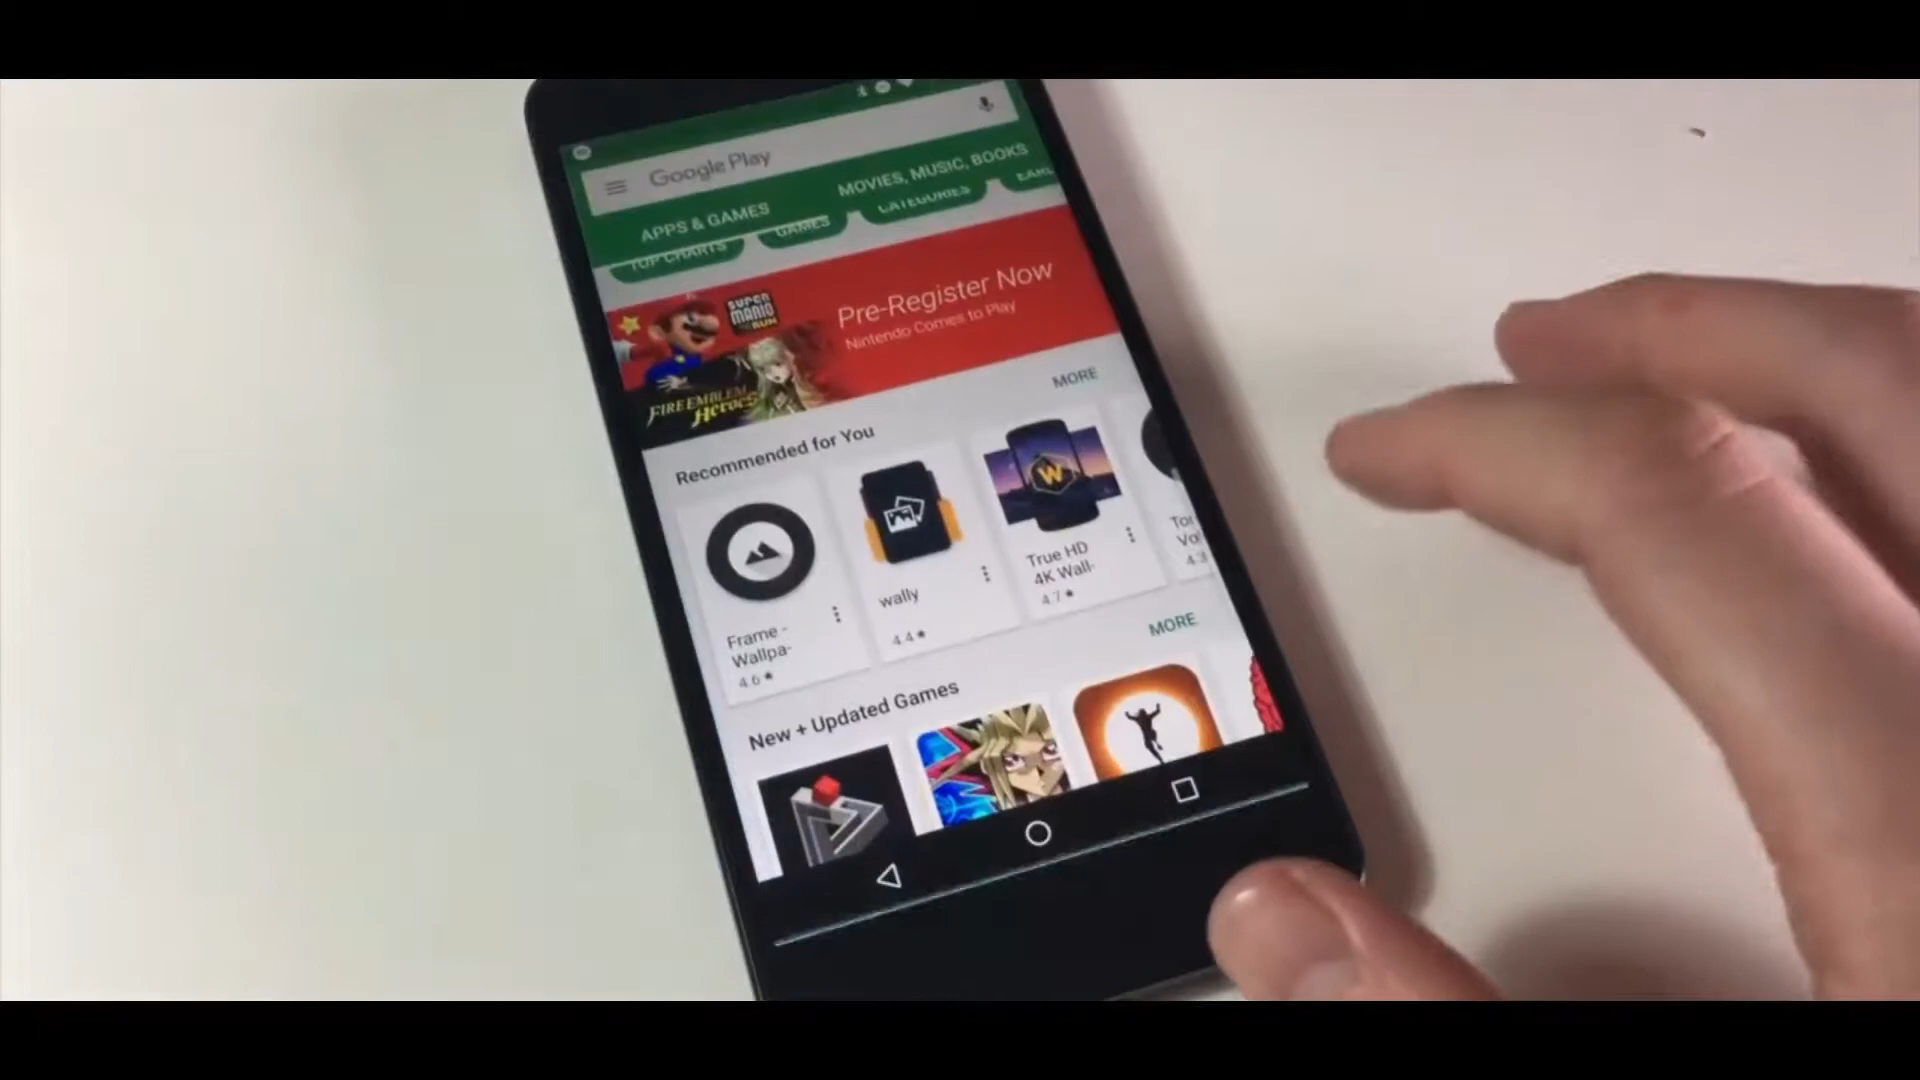 Google Play
APPS & GAMES
MOVIES, MUSIC, BOOKS
TOP CHARTS
GAMES
CATEGORIES
SUPER
MARIO
RUN
FIRE EMBLEM
Heroes
Pre-Register Now
Nintendo Comes to Play
Recommended for You
MORE
Frame -
Wallpa-
4.6
wally
4.4
W
True HD
4K Wall-
4.7
New + Updated Games
MORE